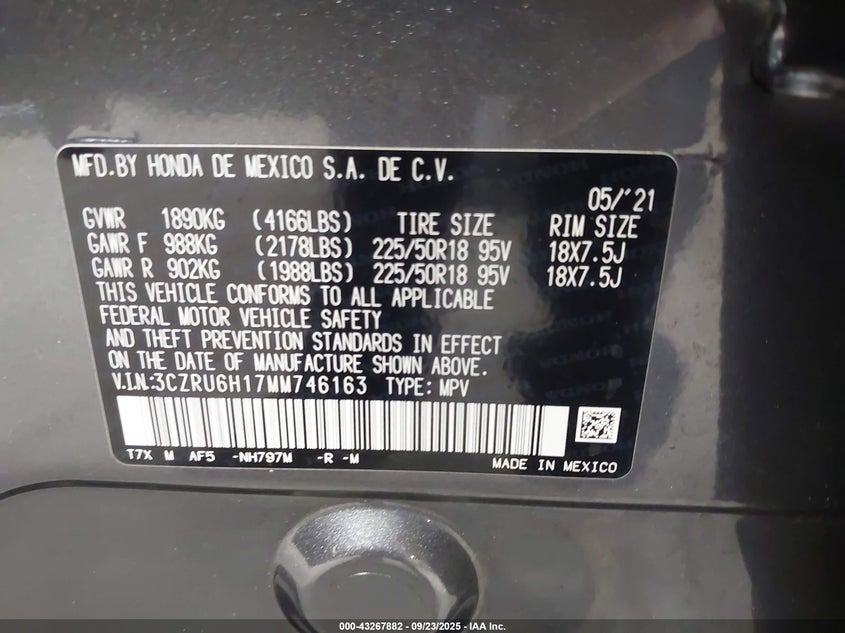 MFD.BY HONDA DE MEXICO S.A. DE C.V.
05/'21
GVWR 1890KG (4166LBS) TIRE SIZE RIM SIZE
GAWR F 988KG (2178LBS) 225/50R18 95V 18X7.5J
GAWR R 902KG (1988LBS) 225/50R18 95V 18X7.5J
THIS VEHICLE CONFORMS TO ALL APPLICABLE
FEDERAL MOTOR VEHICLE SAFETY
AND THEFT PREVENTION STANDARDS IN EFFECT
ON THE DATE OF MANUFACTURE SHOWN ABOVE.
V.I.N:3CZRU6H17MM746163 TYPE: MPV
T7X M AF5 -NH797M -R -M
MADE IN MEXICO
000-43267882 - 09/23/2025 - IAA Inc.